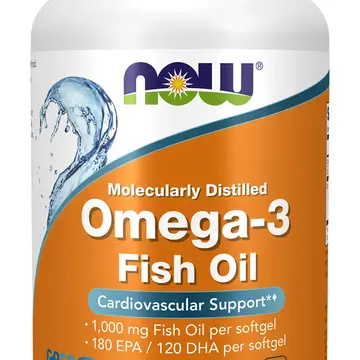 NOW®
Molecularly Distilled
Omega-3
Fish Oil
Cardiovascular Support*‡
• 1,000 mg Fish Oil per softgel
• 180 EPA / 120 DHA per softgel